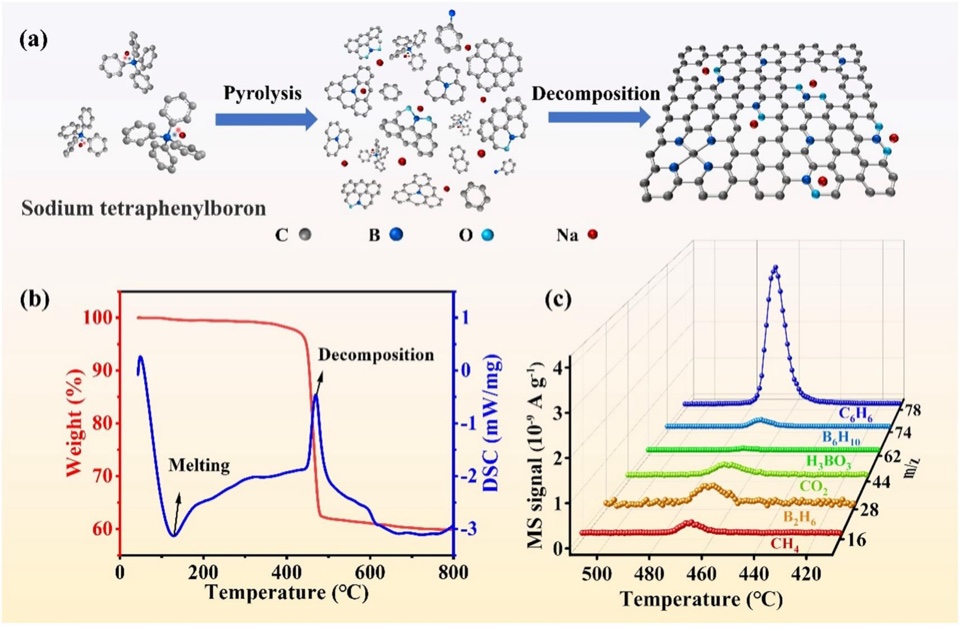 (a)
Pyrolysis
Decomposition
Sodium tetraphenylboron
C B O Na
(b)
100
90
80
70
60
Weight (%)
0 200 400 600 800
Temperature (℃)
1
0
-1
-2
-3
DSC (mW/mg)
Melting
Decomposition
(c)
4
3
2
1
0
MS signal (10⁻⁹ A g⁻¹)
500 480 460 440 420
Temperature (℃)
C₆H₆
B₆H₁₀
H₃BO₃
CO₂
B₂H₆
CH₄
78
74
62
44
28
16
m/z